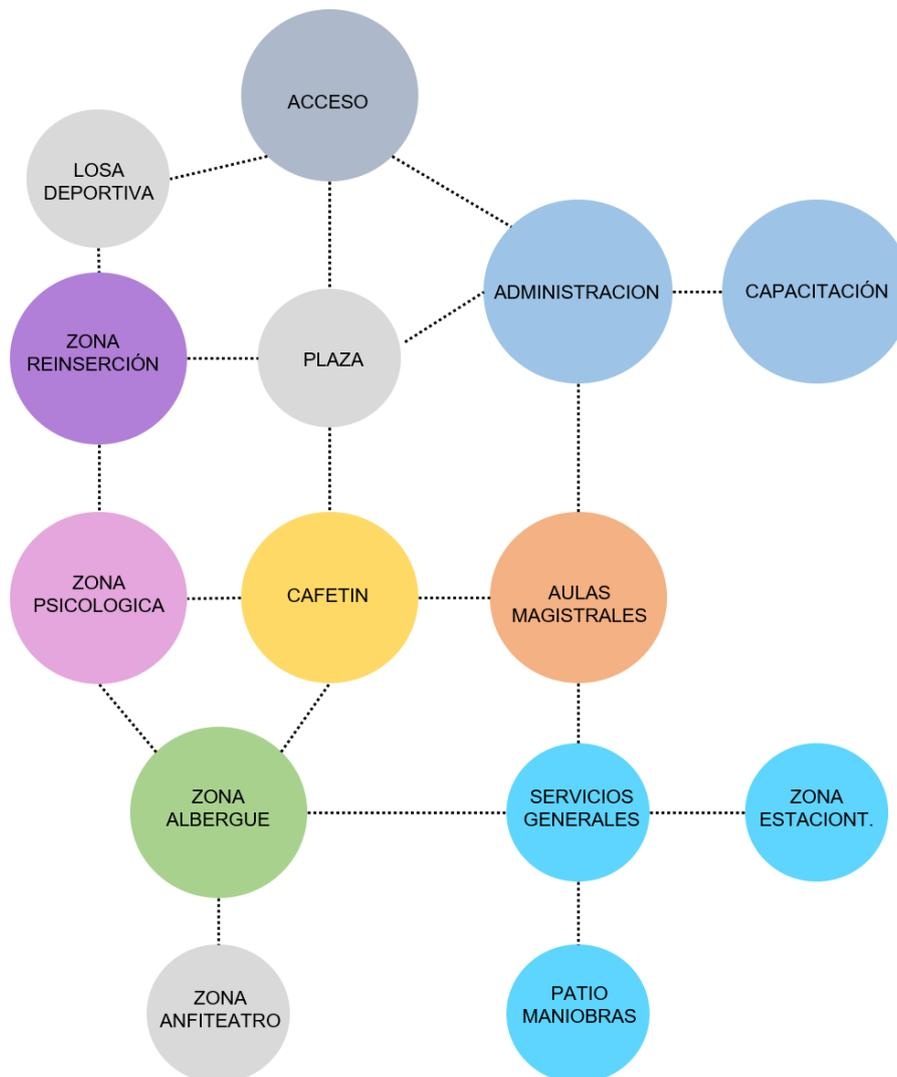 ACCESO
LOSA
DEPORTIVA
ADMINISTRACION
CAPACITACIÓN
ZONA
REINSERCIÓN
PLAZA
ZONA
PSICOLOGICA
CAFETIN
AULAS
MAGISTRALES
ZONA
ALBERGUE
SERVICIOS
GENERALES
ZONA
ESTACIONT.
ZONA
ANFITEATRO
PATIO
MANIOBRAS